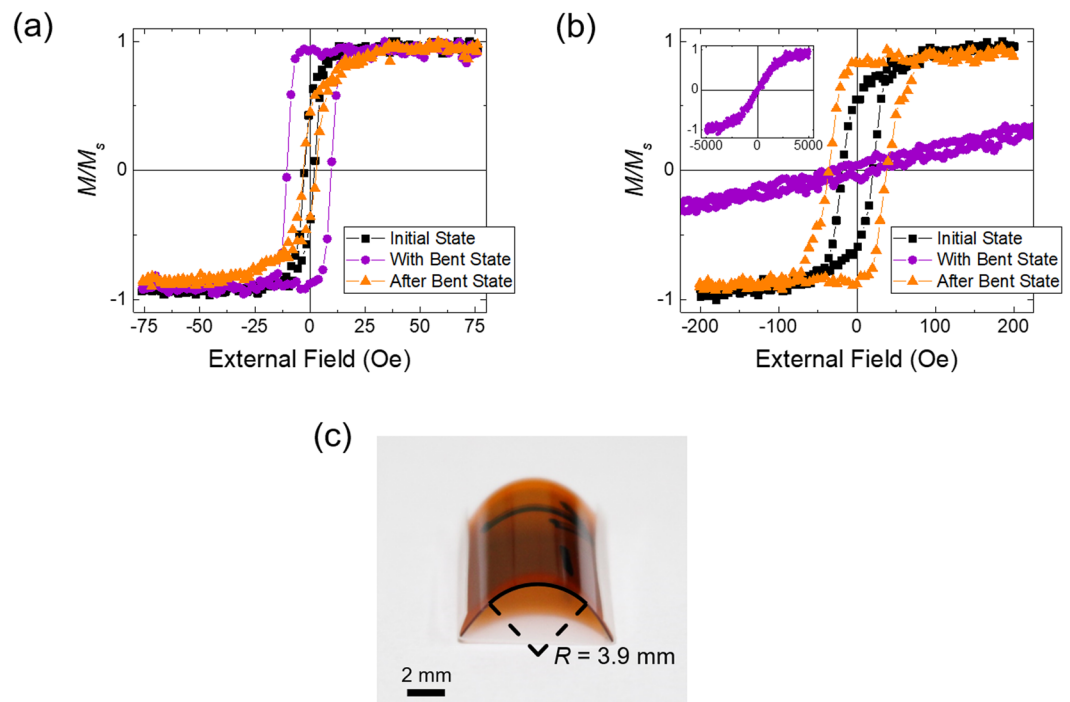 (a)
1
0
-1
M/Ms
-75
-50
-25
0
25
50
75
External Field (Oe)
Initial State
With Bent State
After Bent State
(b)
1
0
-1
M/Ms
-200
-100
0
100
200
External Field (Oe)
1
0
-1
-5000
0
5000
Initial State
With Bent State
After Bent State
(c)
R = 3.9 mm
2 mm